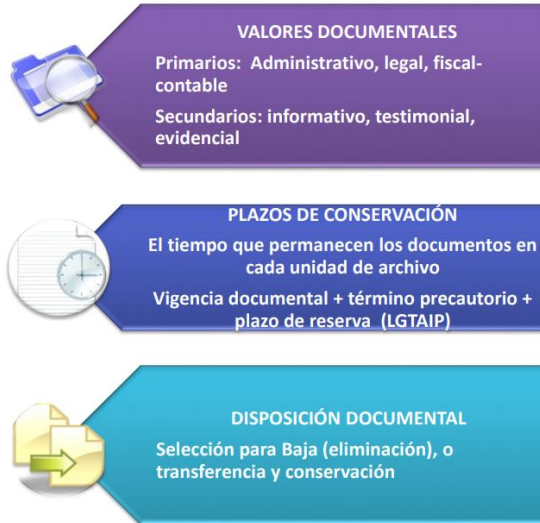 VALORES DOCUMENTALES
Primarios: Administrativo, legal, fiscal-
contable
Secundarios: informativo, testimonial,
evidencial
PLAZOS DE CONSERVACIÓN
El tiempo que permanecen los documentos en
cada unidad de archivo
Vigencia documental + término precautorio +
plazo de reserva (LGTAIP)
DISPOSICIÓN DOCUMENTAL
Selección para Baja (eliminación), o
transferencia y conservación